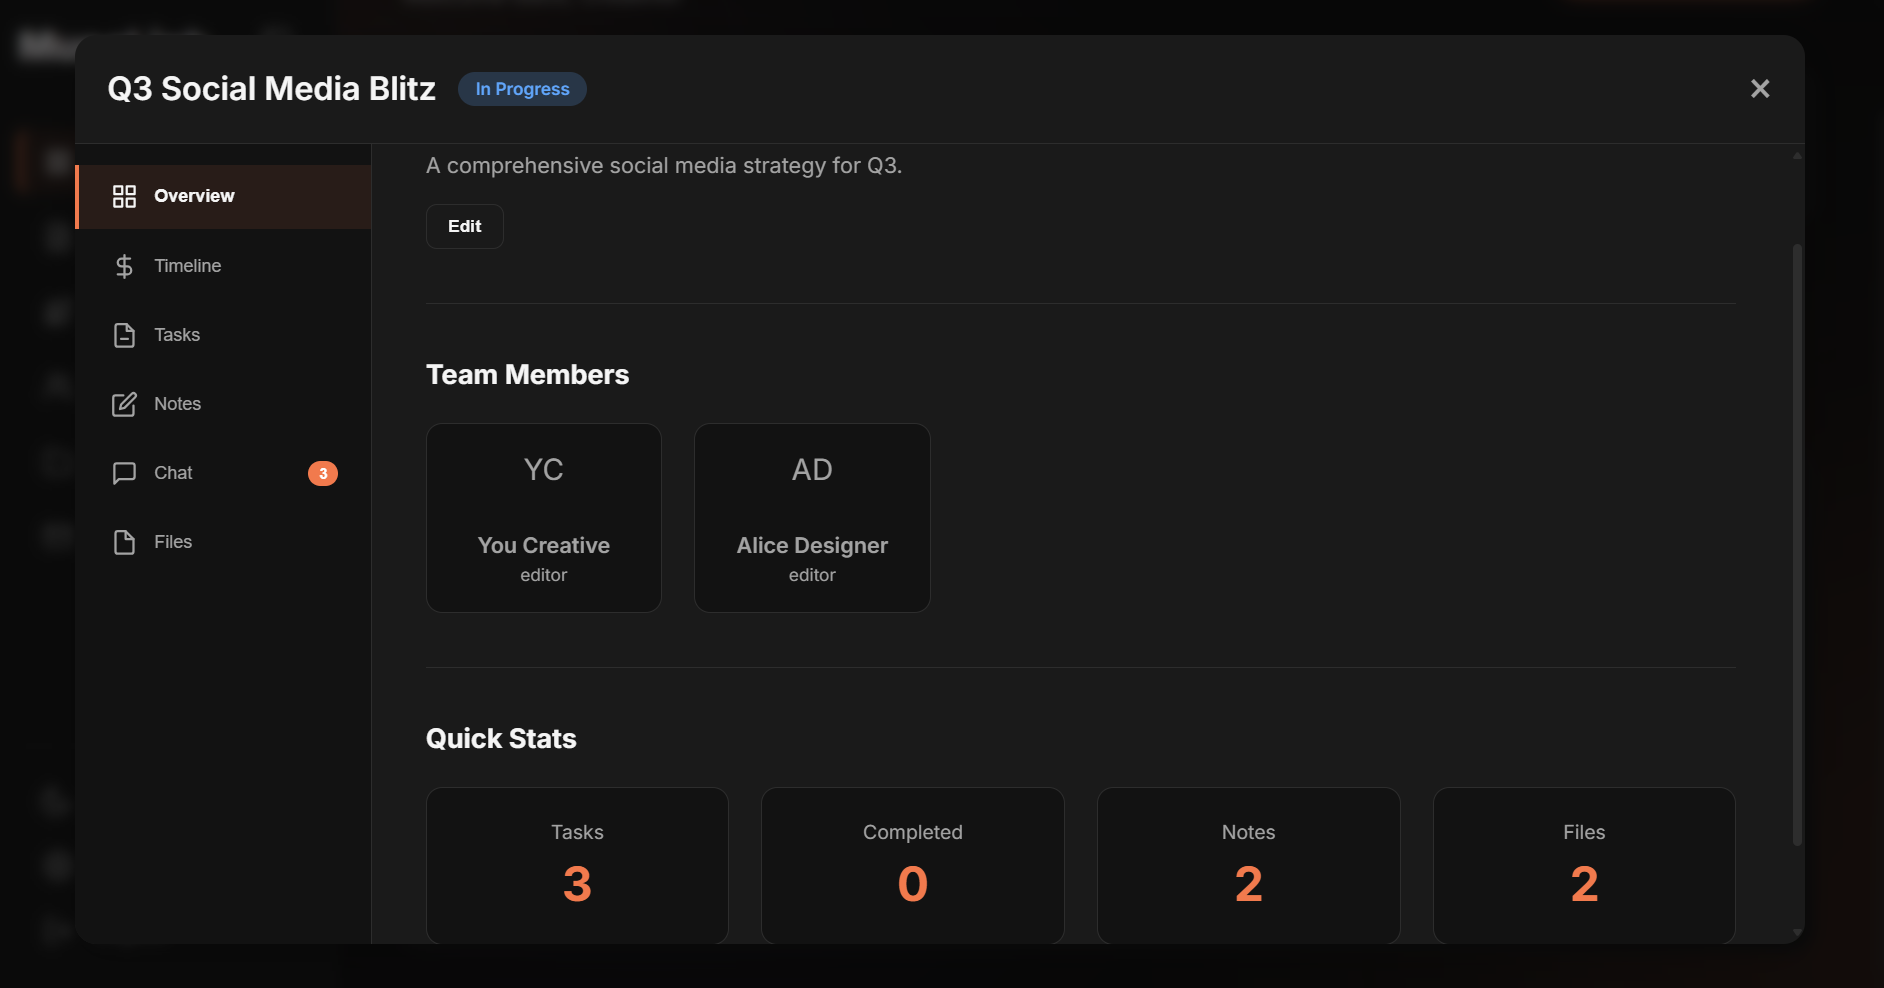 Q3 Social Media Blitz
In Progress
Overview
Timeline
Tasks
Notes
Chat
3
Files
A comprehensive social media strategy for Q3.
Edit
Team Members
YC
You Creative
editor
AD
Alice Designer
editor
Quick Stats
Tasks
3
Completed
0
Notes
2
Files
2